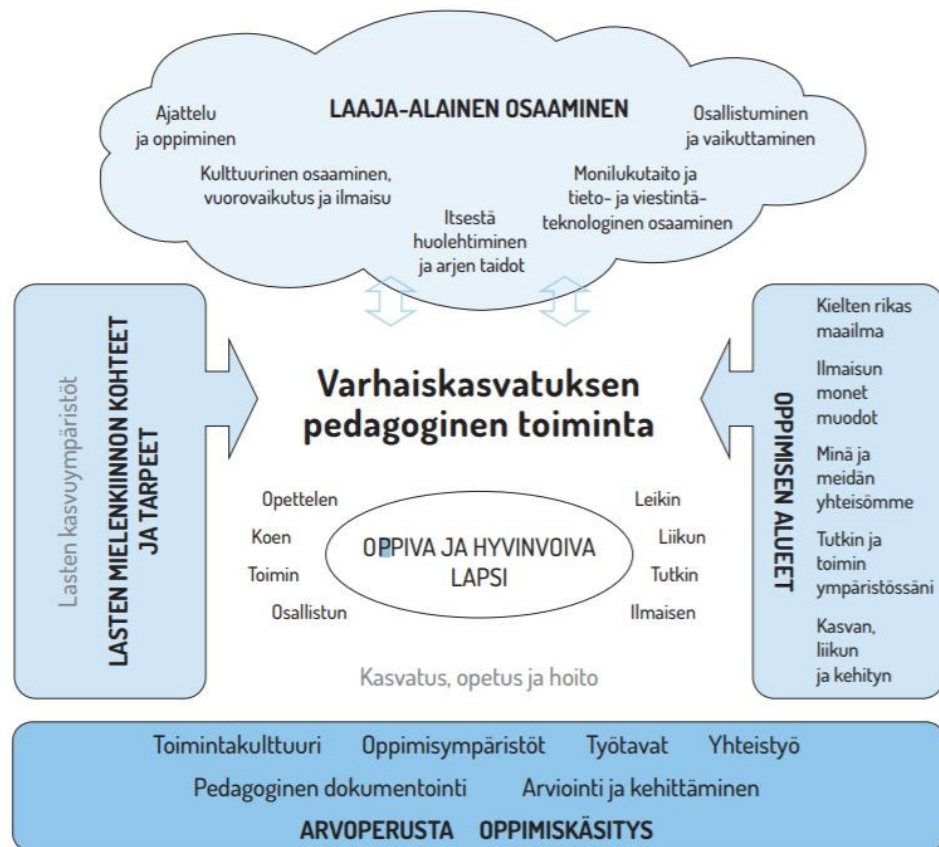 LAAJA-ALAINEN OSAAMINEN
Ajattelu
ja oppiminen
Kulttuurinen osaaminen,
vuorovaikutus ja ilmaisu
Itsestä
huolehtiminen
ja arjen taidot
Monilukutaito ja
tieto- ja viestintä-
teknologinen osaaminen
Osallistuminen
ja vaikuttaminen
Lasten kasvuympäristöt
LASTEN MIELENKIINNON KOHTEET
JA TARPEET
Varhaiskasvatuksen
pedagoginen toiminta
Opettelen
Koen
Toimin
Osallistun
OPPIVA JA HYVINVOIVA
LAPSI
Leikin
Liikun
Tutkin
Ilmaisen
Kasvatus, opetus ja hoito
OPPIMISEN ALUEET
Kielten rikas
maailma
Ilmaisun
monet
muodot
Minä ja
meidän
yhteisömme
Tutkin ja
toimin
ympäristössäni
Kasvan,
liikun
ja kehityn
Toimintakulttuuri Oppimisympäristöt Työtavat Yhteistyö
Pedagoginen dokumentointi Arviointi ja kehittäminen
ARVOPERUSTA OPPIMISKÄSITYS